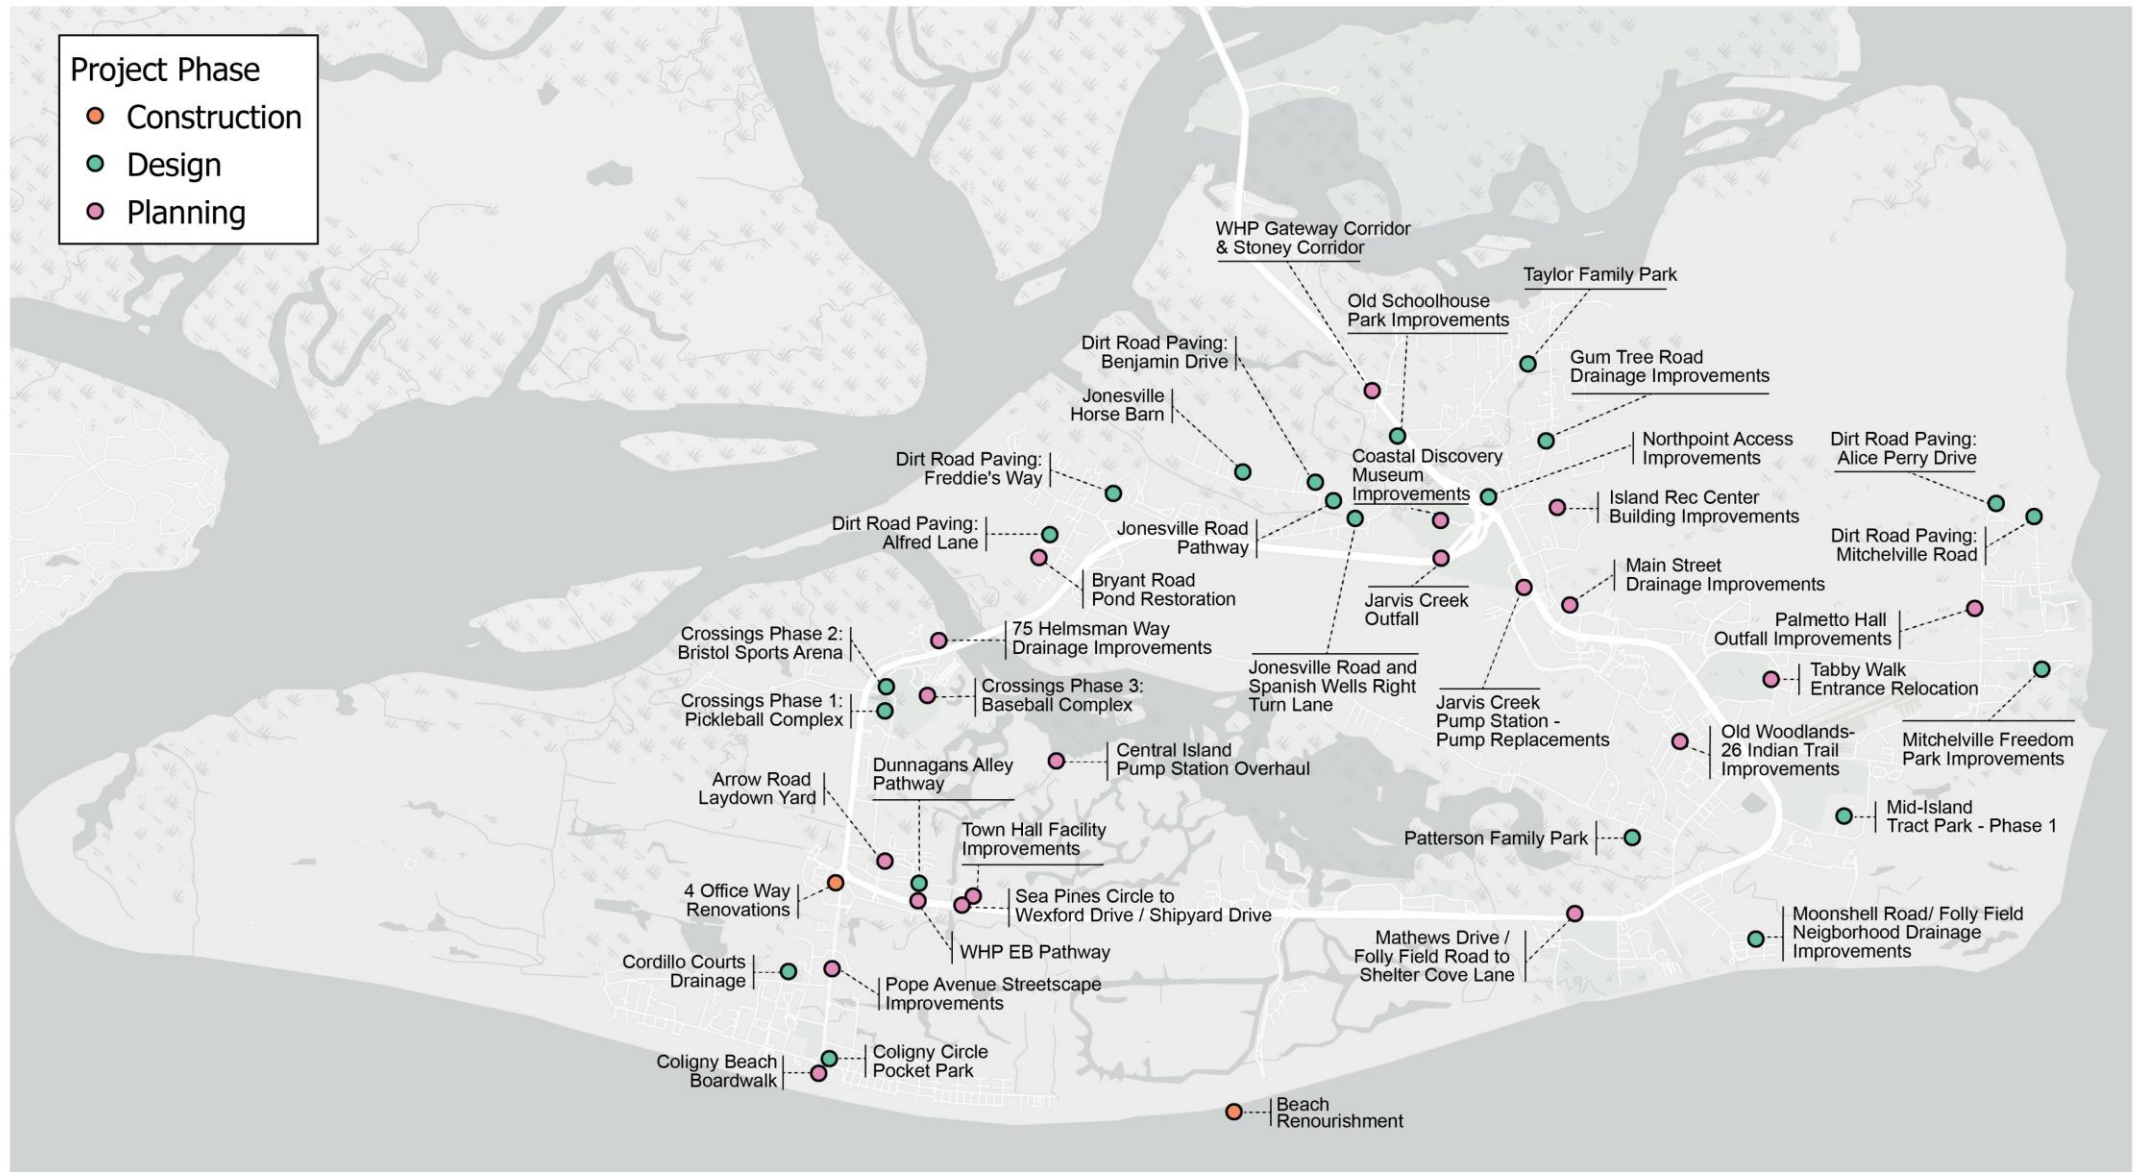 Project Phase
Construction
Design
Planning
WHP Gateway Corridor
& Stoney Corridor
Taylor Family Park
Old Schoolhouse
Park Improvements
Dirt Road Paving:
Benjamin Drive
Gum Tree Road
Drainage Improvements
Jonesville
Horse Barn
Northpoint Access
Improvements
Dirt Road Paving:
Alice Perry Drive
Dirt Road Paving:
Freddie's Way
Coastal Discovery
Museum
Improvements
Island Rec Center
Building Improvements
Dirt Road Paving:
Alfred Lane
Jonesville Road
Pathway
Dirt Road Paving:
Mitchelville Road
Bryant Road
Pond Restoration
Main Street
Drainage Improvements
Jarvis Creek
Outfall
Palmetto Hall
Outfall Improvements
Crossings Phase 2:
Bristol Sports Arena
75 Helmsman Way
Drainage Improvements
Jonesville Road and
Spanish Wells Right
Turn Lane
Tabby Walk
Entrance Relocation
Crossings Phase 1:
Pickleball Complex
Crossings Phase 3:
Baseball Complex
Jarvis Creek
Pump Station -
Pump Replacements
Old Woodlands-
26 Indian Trail
Improvements
Mitchelville Freedom
Park Improvements
Central Island
Pump Station Overhaul
Dunnagans Alley
Pathway
Arrow Road
Laydown Yard
Mid-Island
Tract Park - Phase 1
Town Hall Facility
Improvements
Patterson Family Park
4 Office Way
Renovations
Sea Pines Circle to
Wexford Drive / Shipyard Drive
Moonshell Road/ Folly Field
Neigborhood Drainage
Improvements
WHP EB Pathway
Mathews Drive /
Folly Field Road to
Shelter Cove Lane
Cordillo Courts
Drainage
Pope Avenue Streetscape
Improvements
Coligny Beach
Boardwalk
Coligny Circle
Pocket Park
Beach
Renourishment